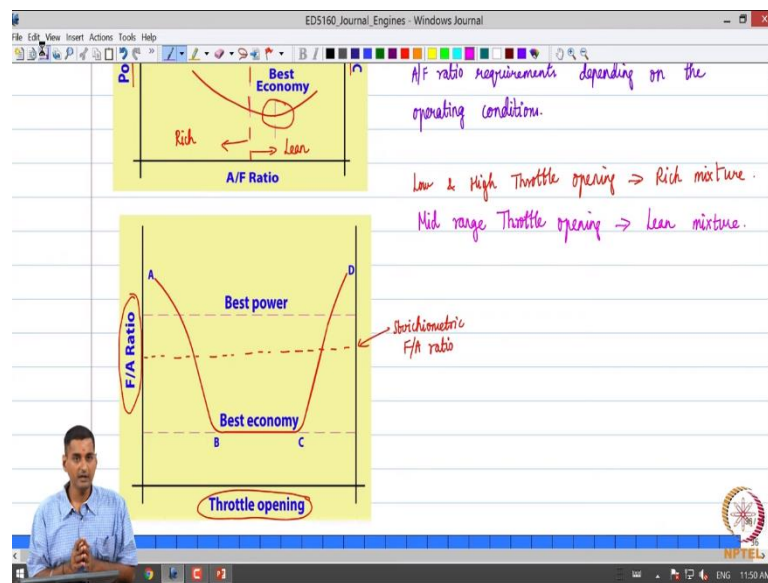 ED5160_Journal_Engines - Windows Journal
File Edit View Insert Actions Tools Help
Po
Best
Economy
Rich
Lean
A/F Ratio
A/F ratio requirements depending on the
operating conditions.
Low & High Throttle opening ⇒ Rich mixture.
Mid range Throttle opening → Lean mixture.
A
D
Best power
F/A Ratio
Stoichiometric
F/A ratio
Best economy
B
C
Throttle opening
NPTEL
ENG 11:50 AM